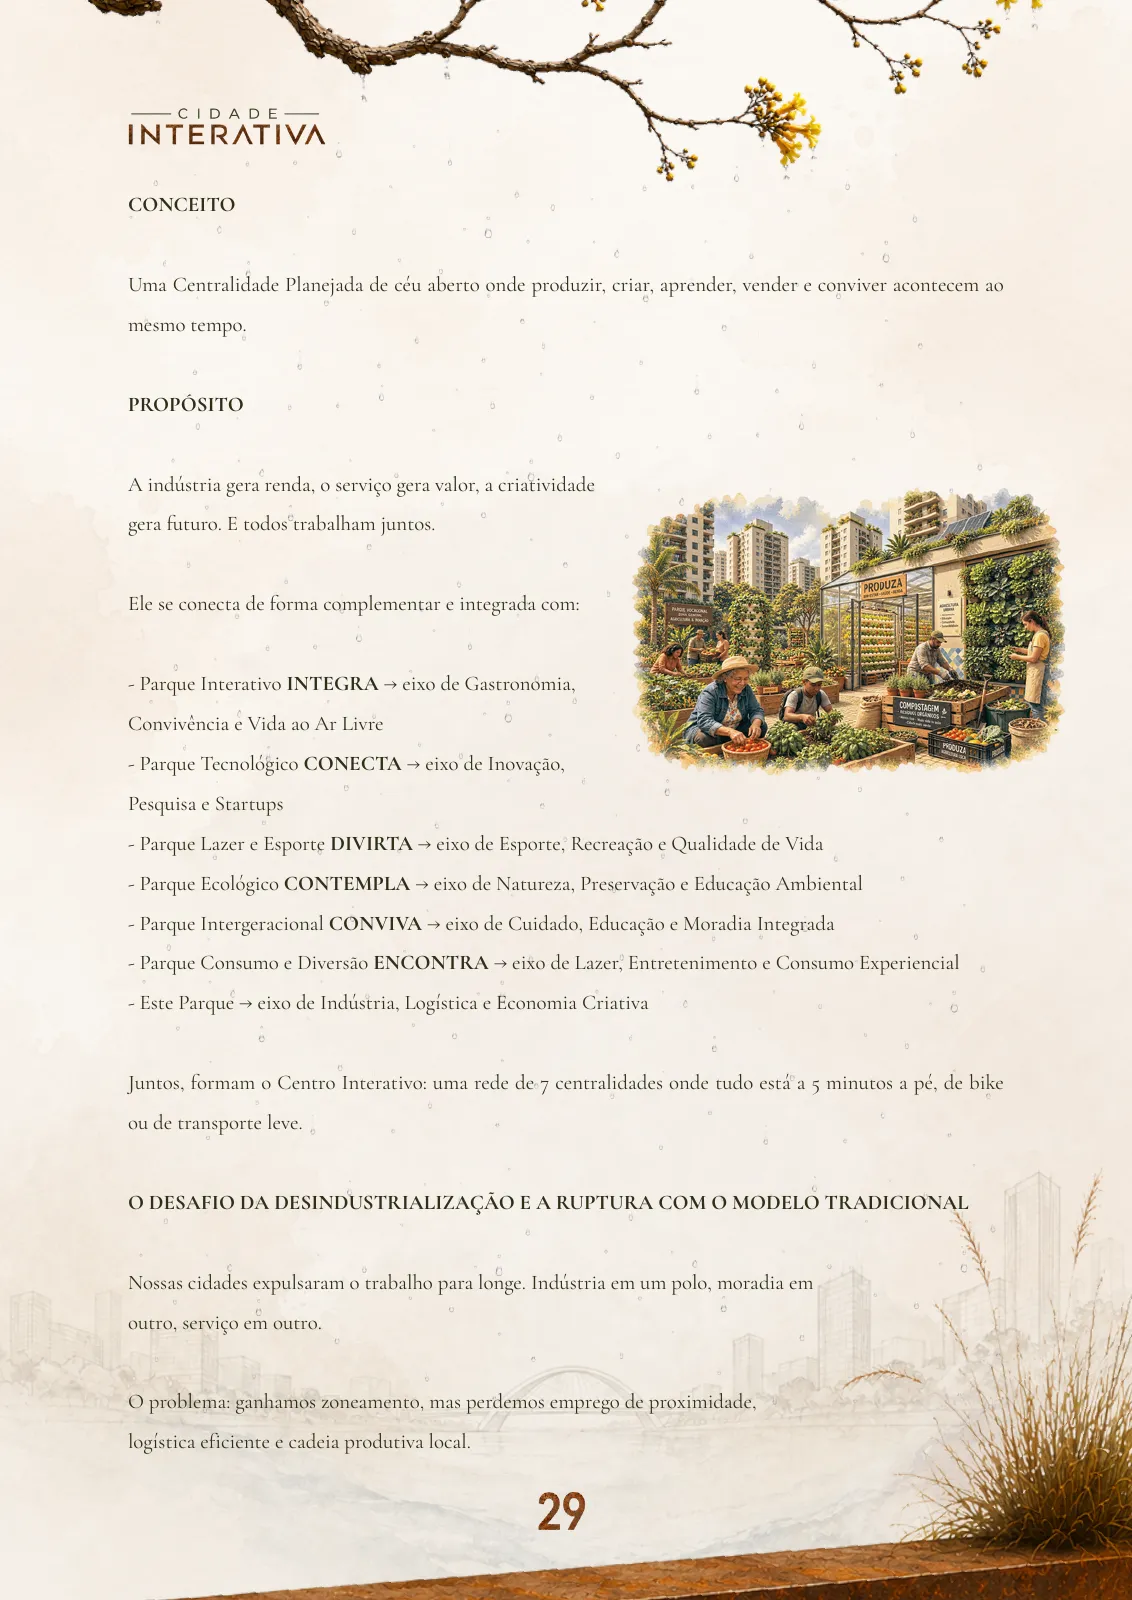 CIDADE
INTERATIVA
CONCEITO
Uma Centralidade Planejada de céu aberto onde produzir, criar, aprender, vender e conviver acontecem ao
mesmo tempo.
PROPÓSITO
A indústria gera renda, o serviço gera valor, a criatividade
gera futuro. E todos trabalham juntos.
Ele se conecta de forma complementar e integrada com:
- Parque Interativo INTEGRA → eixo de Gastronomia,
Convivência e Vida ao Ar Livre
- Parque Tecnológico CONECTA → eixo de Inovação,
Pesquisa e Startups
- Parque Lazer e Esporte DIVIRTA → eixo de Esporte, Recreação e Qualidade de Vida
- Parque Ecológico CONTEMPLA → eixo de Natureza, Preservação e Educação Ambiental
- Parque Intergeracional CONVIVA → eixo de Cuidado, Educação e Moradia Integrada
- Parque Consumo e Diversão ENCONTRA → eixo de Lazer, Entretenimento e Consumo Experiencial
- Este Parque → eixo de Indústria, Logística e Economia Criativa
PRODUZA
PARQUE VOCACIONAL
AGRICULTURA
COMPOSTAGEM
RESÍDUOS ORGÂNICOS
PRODUZA
Juntos, formam o Centro Interativo: uma rede de 7 centralidades onde tudo está a 5 minutos a pé, de bike
ou de transporte leve.
O DESAFIO DA DESINDUSTRIALIZAÇÃO E A RUPTURA COM O MODELO TRADICIONAL
Nossas cidades expulsaram o trabalho para longe. Indústria em um polo, moradia em
outro, serviço em outro.
O problema: ganhamos zoneamento, mas perdemos emprego de proximidade,
logística eficiente e cadeia produtiva local.
29